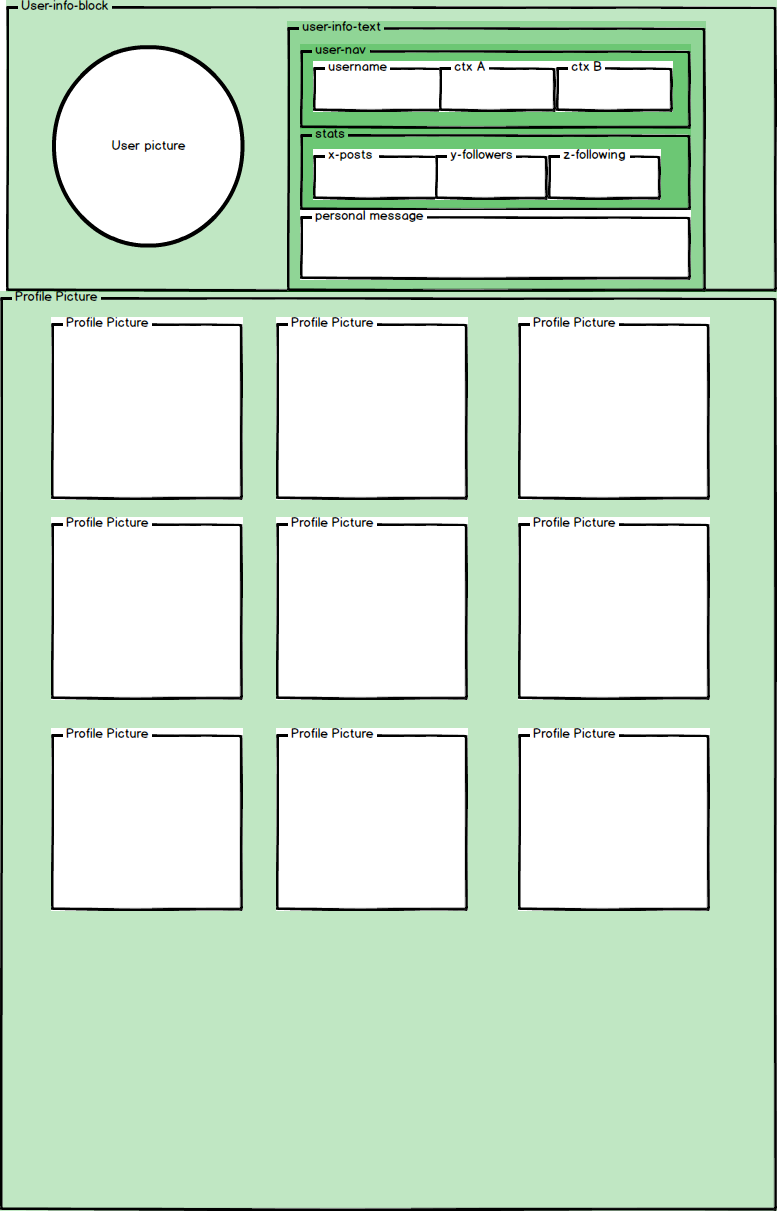 User-info-block
user-info-text
user-nav
username ctx A ctx B
User picture
stats
x-posts y-followers z-following
personal message
Profile Picture
Profile Picture Profile Picture Profile Picture
Profile Picture Profile Picture Profile Picture
Profile Picture Profile Picture Profile Picture